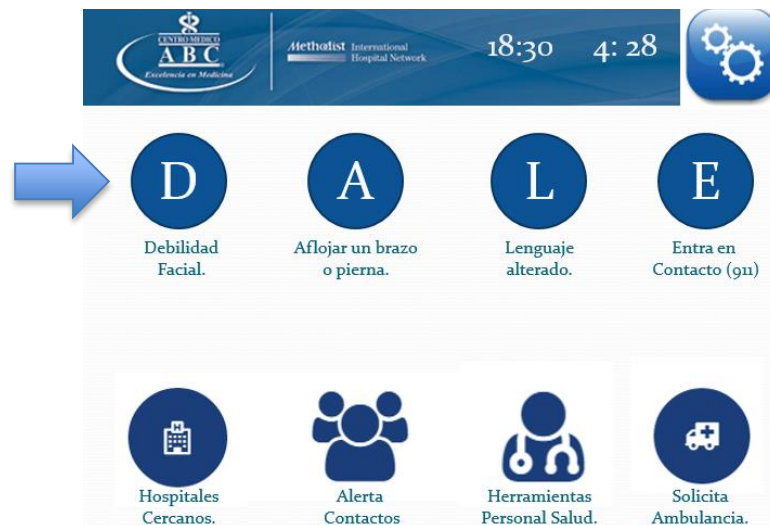 CENTRO MEDICO
ABC
Excelencia en Medicina
Methodist International
Hospital Network
18:30 4: 28
D A L E
Debilidad
Facial.
Aflojar un brazo
o pierna.
Lenguaje
alterado.
Entra en
Contacto (911)
H
Hospitales
Cercanos.
Alerta
Contactos
Herramientas
Personal Salud.
Solicita
Ambulancia.